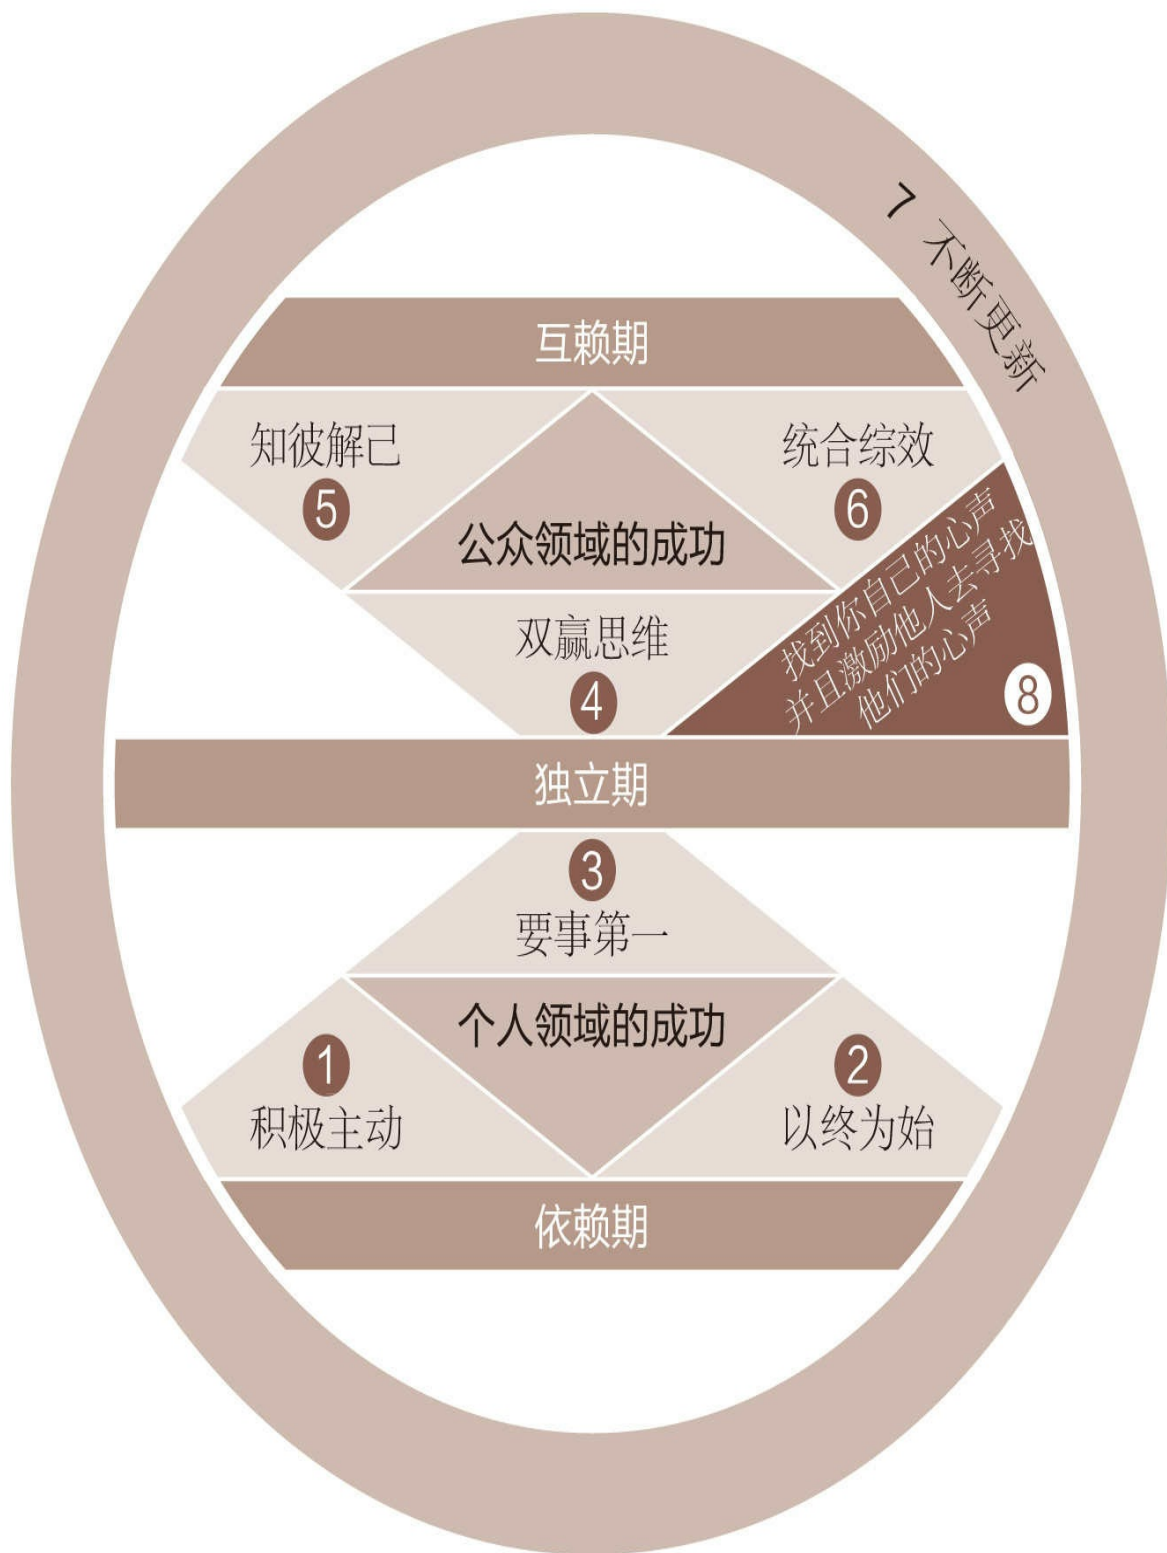 7 不断更新
互赖期
知彼解己
5
统合综效
6
公众领域的成功
找到你自己的心声
并且激励他人去寻找
他们的心声
8
双赢思维
4
独立期
3
要事第一
个人领域的成功
1
积极主动
2
以终为始
依赖期